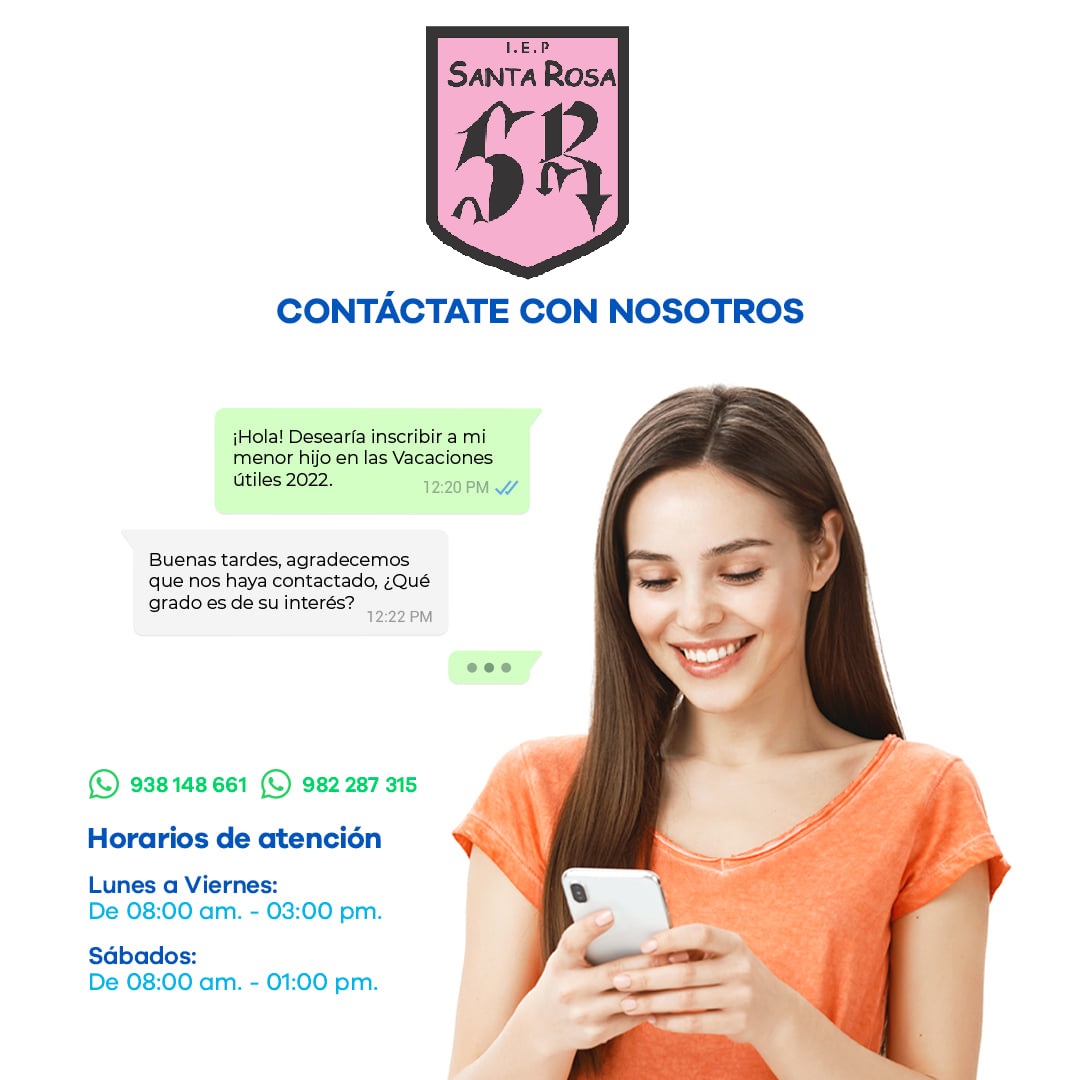 I.E.P
SANTA ROSA
SR
CONTÁCTATE CON NOSOTROS
¡Hola! Desearía inscribir a mi
menor hijo en las Vacaciones
útiles 2022.
12:20 PM
Buenas tardes, agradecemos
que nos haya contactado, ¿Qué
grado es de su interés?
12:22 PM
938 148 661 982 287 315
Horarios de atención
Lunes a Viernes:
De 08:00 am. - 03:00 pm.
Sábados:
De 08:00 am. - 01:00 pm.